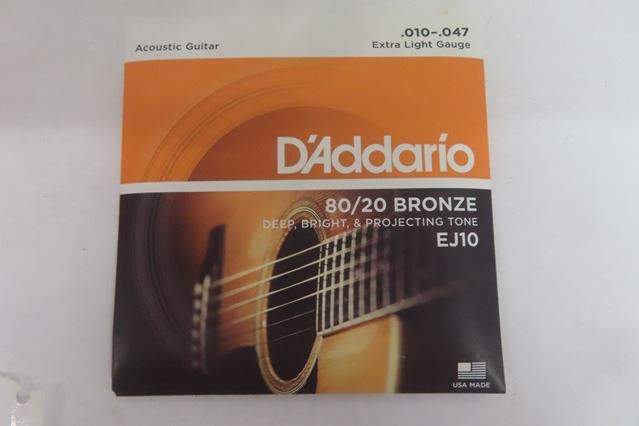 Acoustic Guitar
.010–.047
Extra Light Gauge
D'Addario
80/20 BRONZE
DEEP, BRIGHT, & PROJECTING TONE
EJ10
USA MADE